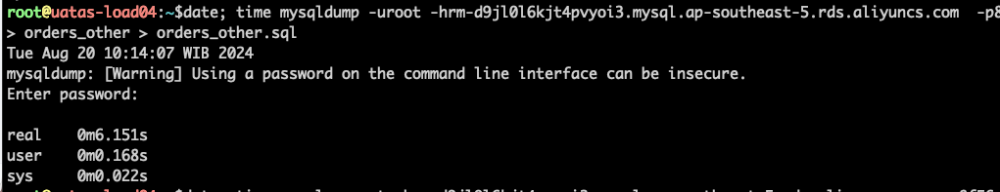 root@uatas-load04:~$date; time mysqldump -uroot -hrm-d9jl0l6kjt4pvyoi3.mysql.ap-southeast-5.rds.aliyuncs.com  -p8
> orders_other > orders_other.sql
Tue Aug 20 10:14:07 WIB 2024
mysqldump: [Warning] Using a password on the command line interface can be insecure.
Enter password:
real    0m6.151s
user    0m0.168s
sys     0m0.022s